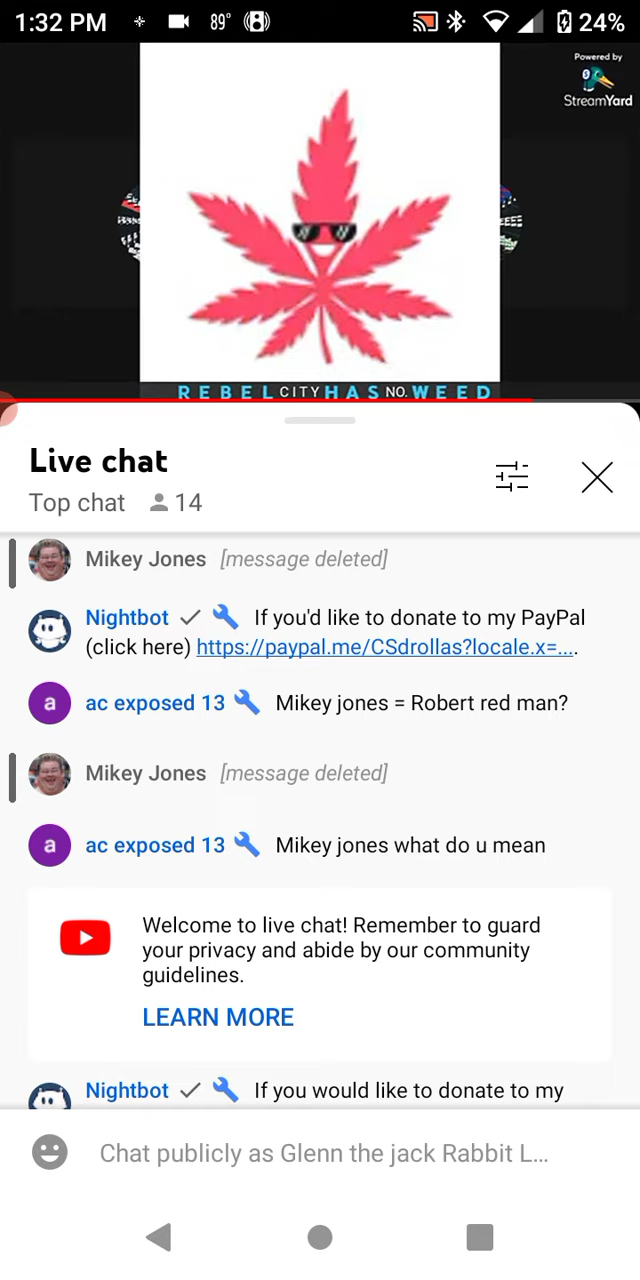 1:32 PM 89° 24%
Powered by
StreamYard
REBEL CITY HAS NO. WEED
Live chat
Top chat 14
Mikey Jones [message deleted]
Nightbot If you'd like to donate to my PayPal
(click here) https://paypal.me/CSdrollas?locale.x=....
a ac exposed 13 Mikey jones = Robert red man?
Mikey Jones [message deleted]
a ac exposed 13 Mikey jones what do u mean
Welcome to live chat! Remember to guard
your privacy and abide by our community
guidelines.
LEARN MORE
Nightbot If you would like to donate to my
Chat publicly as Glenn the jack Rabbit L...